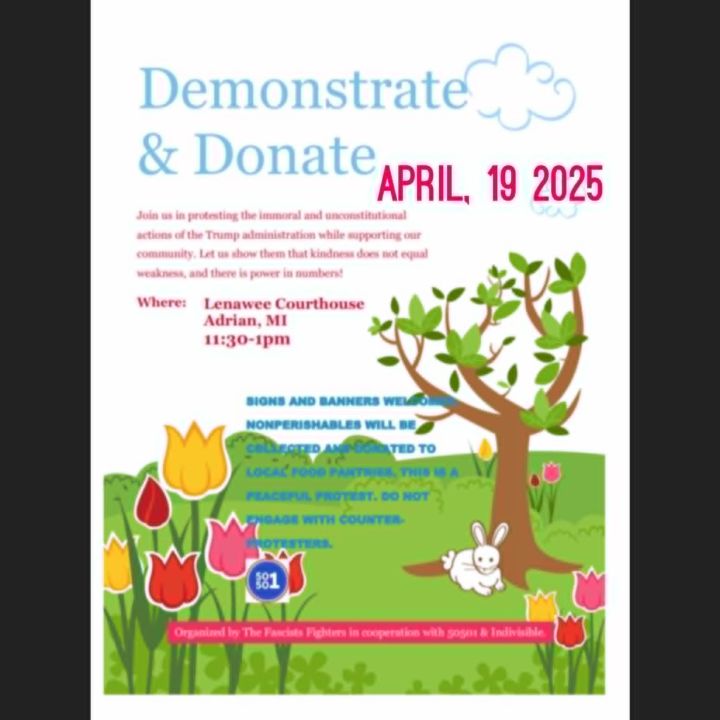 Demonstrate
& Donate
APRIL, 19 2025
Join us in protesting the immoral and unconstitutional
actions of the Trump administration while supporting our
community. Let us show them that kindness does not equal
weakness, and there is power in numbers!
Where: Lenawee Courthouse
Adrian, MI
11:30-1pm
SIGNS AND BANNERS WELCOMED.
NONPERISHABLES WILL BE
COLLECTED AND DONATED TO
LOCAL FOOD PANTRIES, THIS IS A
PEACEFUL PROTEST. DO NOT
ENGAGE WITH COUNTER-
PROTESTERS.
50
50 1
Organized by The Fascists Fighters in cooperation with 50501 & Indivisible.